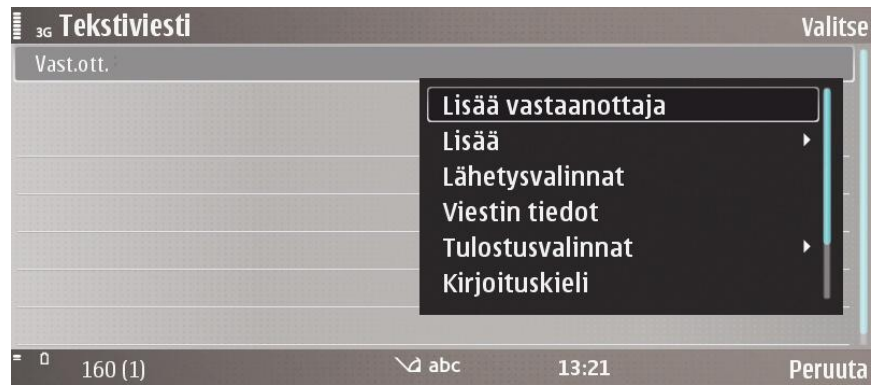 3G Tekstiviesti Valitse
Vast.ott.
Lisää vastaanottaja
Lisää
Lähetysvalinnat
Viestin tiedot
Tulostusvalinnat
Kirjoituskieli
160 (1) abc 13:21 Peruuta